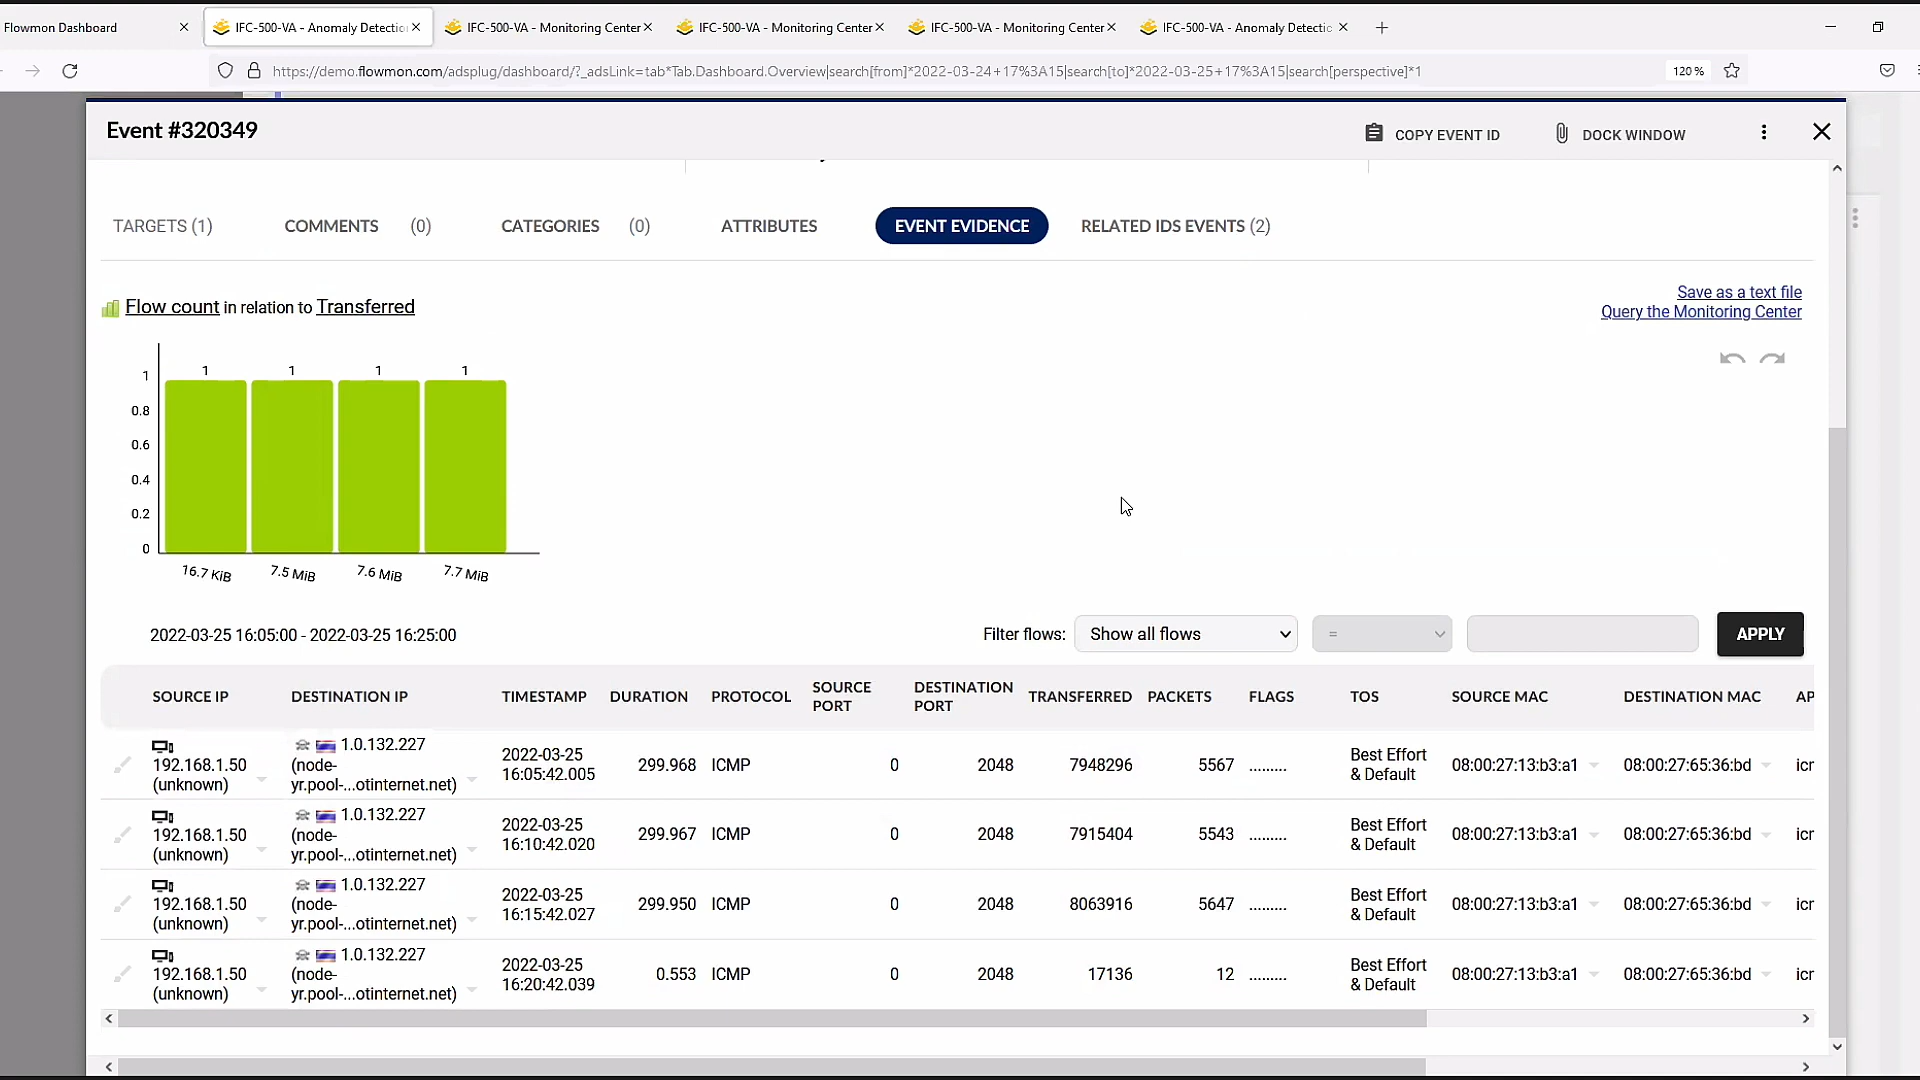 Flowmon Dashboard
IFC-500-VA - Anomaly Detectio
IFC-500-VA - Monitoring Center
IFC-500-VA - Monitoring Center
IFC-500-VA - Monitoring Center
IFC-500-VA - Anomaly Detectio
https://demo.flowmon.com/adsplug/dashboard/?_adsLink=tab*Tab.Dashboard.Overview|search[from]*2022-03-24+17%3A15|search[to]*2022-03-25+17%3A15|search[perspective]*1
120 %
Event #320349
COPY EVENT ID
DOCK WINDOW
TARGETS (1)
COMMENTS (0)
CATEGORIES (0)
ATTRIBUTES
EVENT EVIDENCE
RELATED IDS EVENTS (2)
Flow count in relation to Transferred
Save as a text file
Query the Monitoring Center
1 1 1 1
1
0.8
0.6
0.4
0.2
0
16.7 KiB 7.5 MiB 7.6 MiB 7.7 MiB
2022-03-25 16:05:00 - 2022-03-25 16:25:00
Filter flows: Show all flows = APPLY
SOURCE IP DESTINATION IP TIMESTAMP DURATION PROTOCOL SOURCE PORT DESTINATION PORT TRANSFERRED PACKETS FLAGS TOS SOURCE MAC DESTINATION MAC AP
192.168.1.50 (unknown) 1.0.132.227 (node-yr.pool-...otinternet.net) 2022-03-25 16:05:42.005 299.968 ICMP 0 2048 7948296 5567 ......... Best Effort & Default 08:00:27:13:b3:a1 08:00:27:65:36:bd icr
192.168.1.50 (unknown) 1.0.132.227 (node-yr.pool-...otinternet.net) 2022-03-25 16:10:42.020 299.967 ICMP 0 2048 7915404 5543 ......... Best Effort & Default 08:00:27:13:b3:a1 08:00:27:65:36:bd icr
192.168.1.50 (unknown) 1.0.132.227 (node-yr.pool-...otinternet.net) 2022-03-25 16:15:42.027 299.950 ICMP 0 2048 8063916 5647 ......... Best Effort & Default 08:00:27:13:b3:a1 08:00:27:65:36:bd icr
192.168.1.50 (unknown) 1.0.132.227 (node-yr.pool-...otinternet.net) 2022-03-25 16:20:42.039 0.553 ICMP 0 2048 17136 12 ......... Best Effort & Default 08:00:27:13:b3:a1 08:00:27:65:36:bd icr